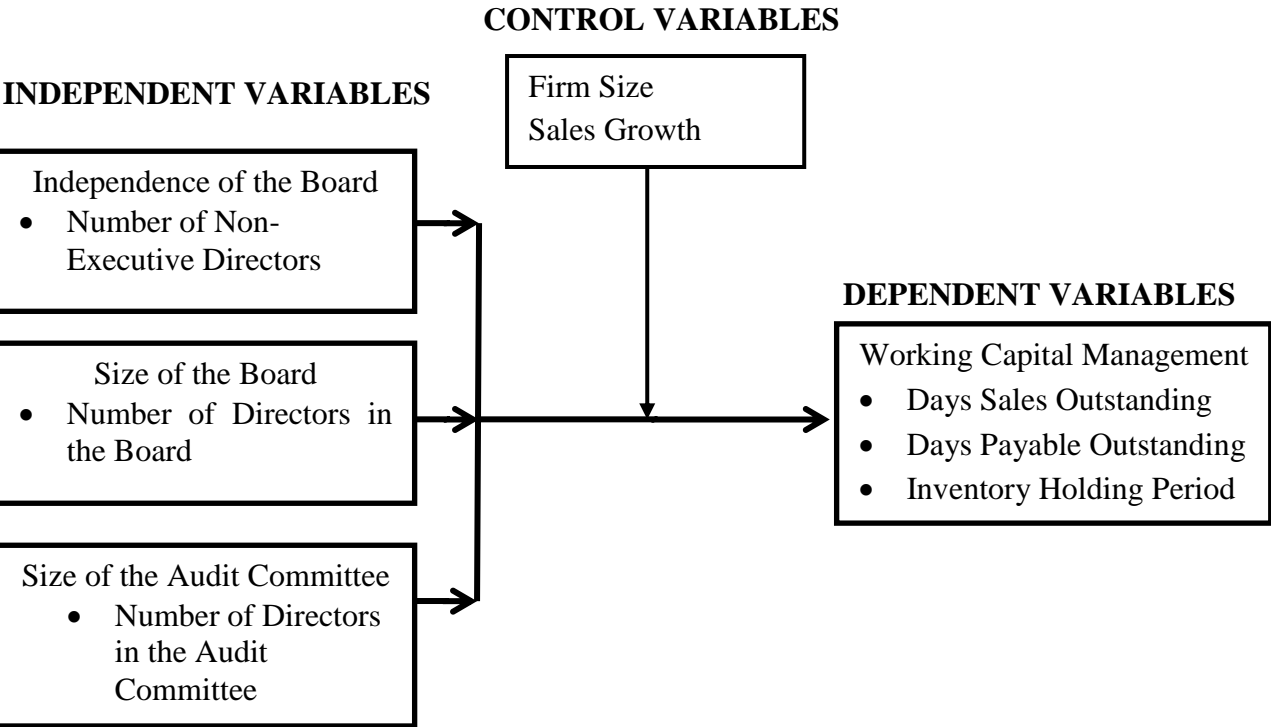 CONTROL VARIABLES
Firm Size
Sales Growth
INDEPENDENT VARIABLES
Independence of the Board
• Number of Non-
Executive Directors
Size of the Board
• Number of Directors in
the Board
Size of the Audit Committee
• Number of Directors
in the Audit
Committee
DEPENDENT VARIABLES
Working Capital Management
• Days Sales Outstanding
• Days Payable Outstanding
• Inventory Holding Period